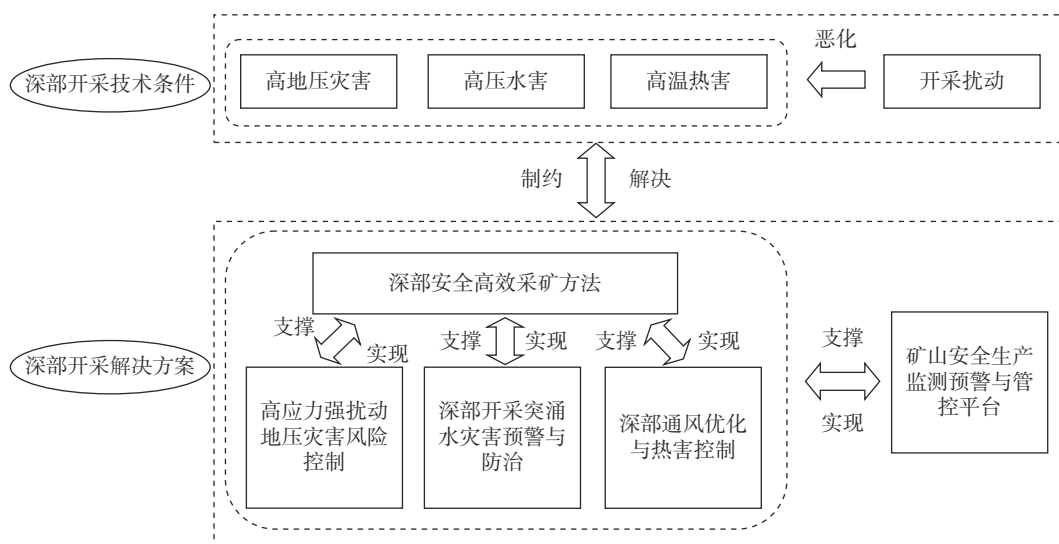 恶化
深部开采技术条件
高地压灾害
高压水害
高温热害
开采扰动
制约
解决
深部安全高效采矿方法
支撑
实现
支撑
实现
支撑
实现
支撑
实现
深部开采解决方案
高应力强扰动
地压灾害风险
控制
深部开采突涌
水灾害预警与
防治
深部通风优化
与热害控制
矿山安全生产
监测预警与管
控平台